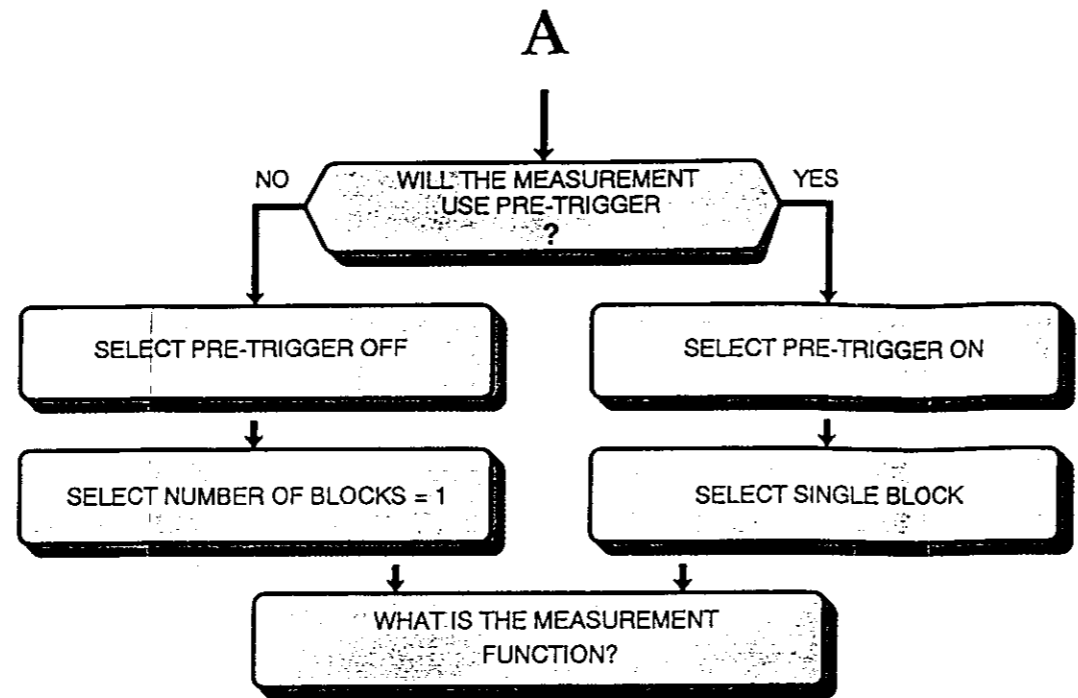 A
WILL THE MEASUREMENT
USE PRE-TRIGGER
?
NO
YES
SELECT PRE-TRIGGER OFF
SELECT PRE-TRIGGER ON
SELECT NUMBER OF BLOCKS = 1
SELECT SINGLE BLOCK
WHAT IS THE MEASUREMENT
FUNCTION?